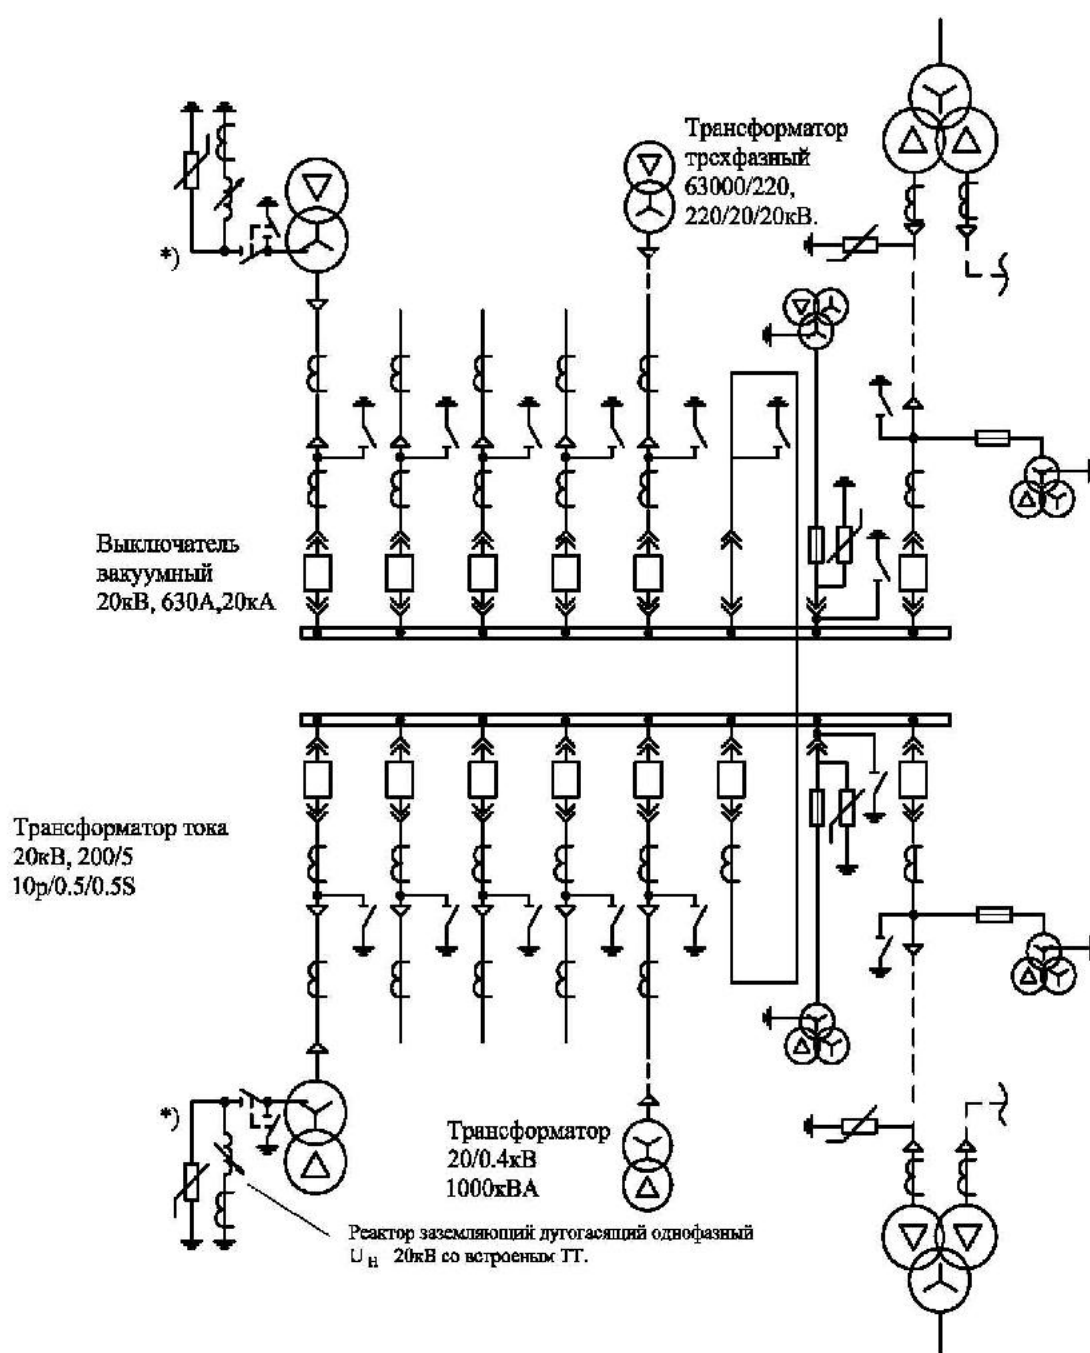 Трансформатор
трехфазный
63000/220,
220/20/20кВ.
*)
Выключатель
вакуумный
20кВ, 630А,20кА
Трансформатор тока
20кВ, 200/5
10р/0.5/0.5S
*)
Трансформатор
20/0.4кВ
1000кВА
Реактор заземляющий дугогасящий однофазный
U н 20кВ со встроеным ТТ.